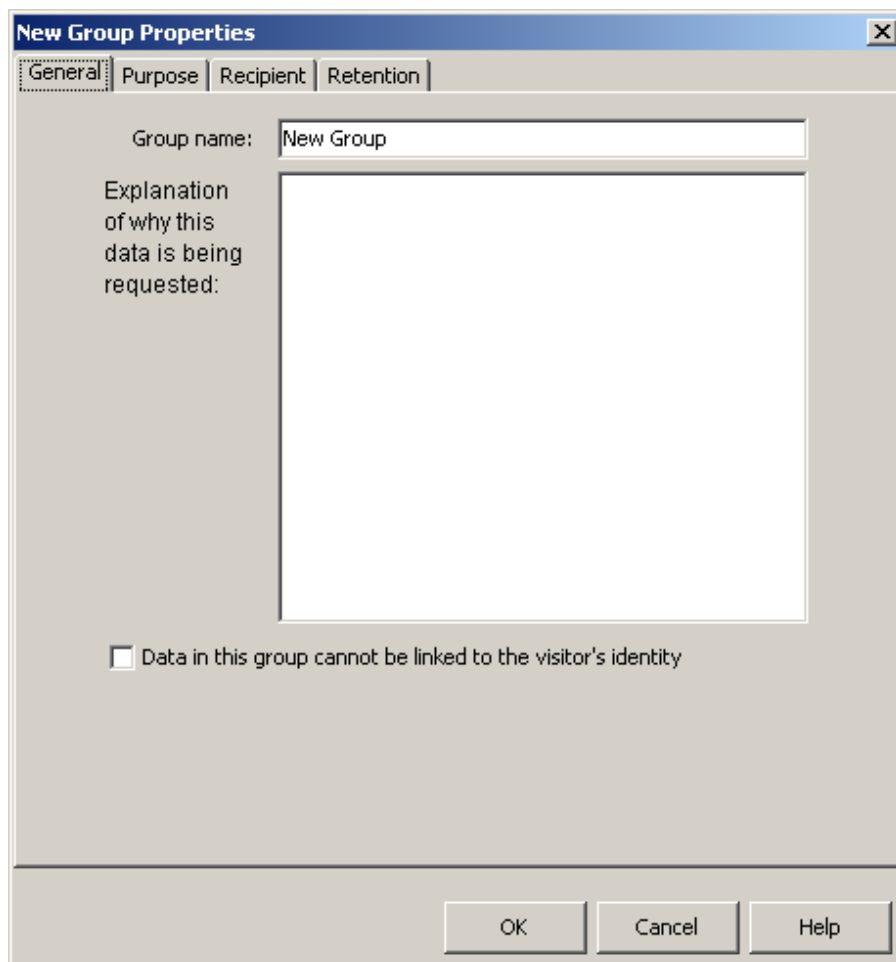 New Group Properties
General Purpose Recipient Retention
Group name: New Group
Explanation
of why this
data is being
requested:
Data in this group cannot be linked to the visitor's identity
OK Cancel Help